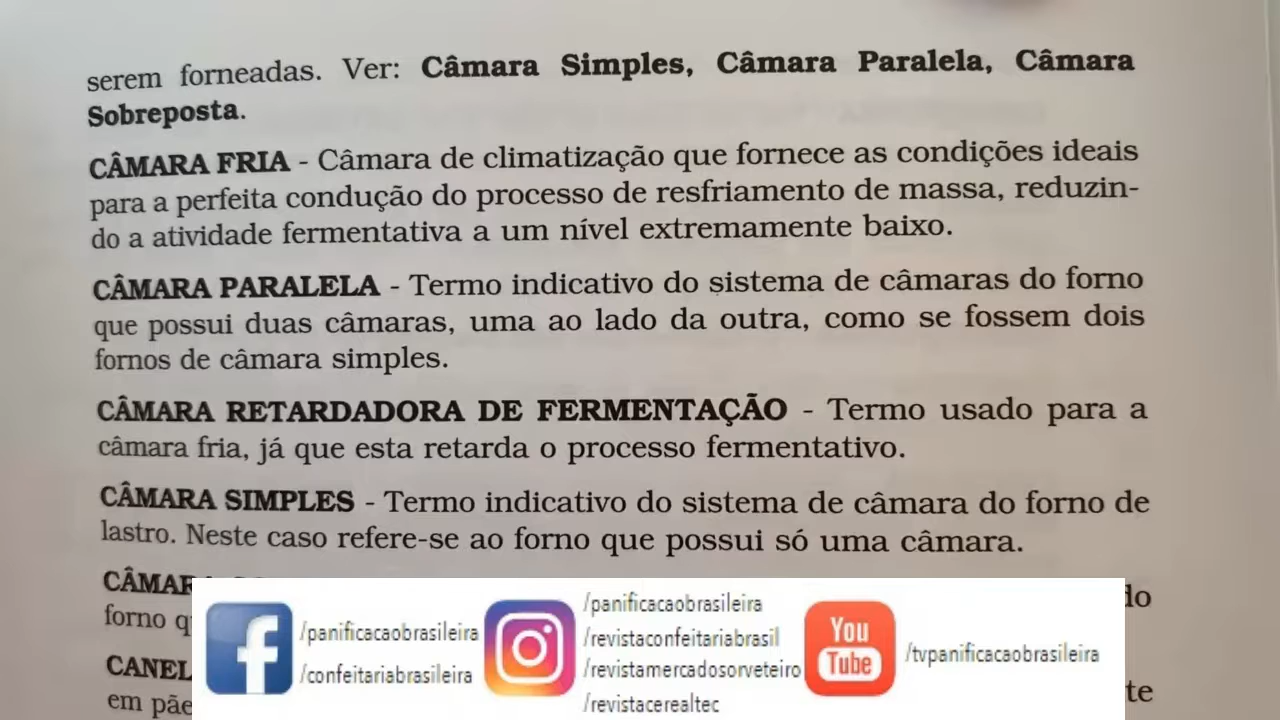 serem forneadas. Ver: Câmara Simples, Câmara Paralela, Câmara
Sobreposta.
CÂMARA FRIA - Câmara de climatização que fornece as condições ideais
para a perfeita condução do processo de resfriamento de massa, reduzin-
do a atividade fermentativa a um nível extremamente baixo.
CÂMARA PARALELA - Termo indicativo do sistema de câmaras do forno
que possui duas câmaras, uma ao lado da outra, como se fossem dois
fornos de câmara simples.
CÂMARA RETARDADORA DE FERMENTAÇÃO - Termo usado para a
câmara fria, já que esta retarda o processo fermentativo.
CÂMARA SIMPLES - Termo indicativo do sistema de câmara do forno de
lastro. Neste caso refere-se ao forno que possui só uma câmara.
forno
em
/panificacaobrasileira
/confeitariabrasileira
/panificacaobrasileira
/revistaconfeitariabrasil
/revistamercadosorveteiro
/revistacerealtec
You
Tube
/tvpanificacaobrasileira